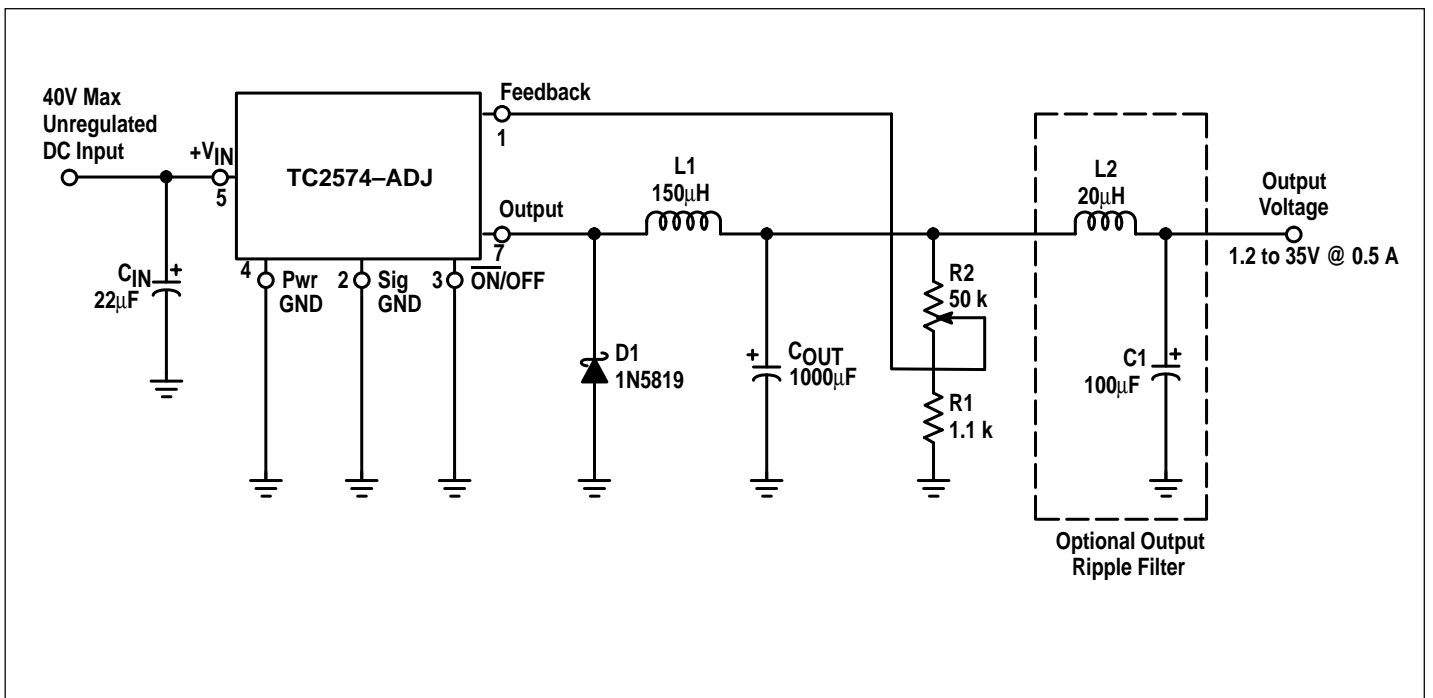 40V Max
Unregulated
DC Input
+VIN
5
TC2574–ADJ
Feedback
1
Output
7
4
Pwr
GND
2
Sig
GND
3
ON/OFF
CIN
+
22µF
L1
150µH
D1
1N5819
+
COUT
1000µF
R2
50 k
R1
1.1 k
L2
20µH
C1
+
100µF
Output
Voltage
1.2 to 35V @ 0.5 A
Optional Output
Ripple Filter